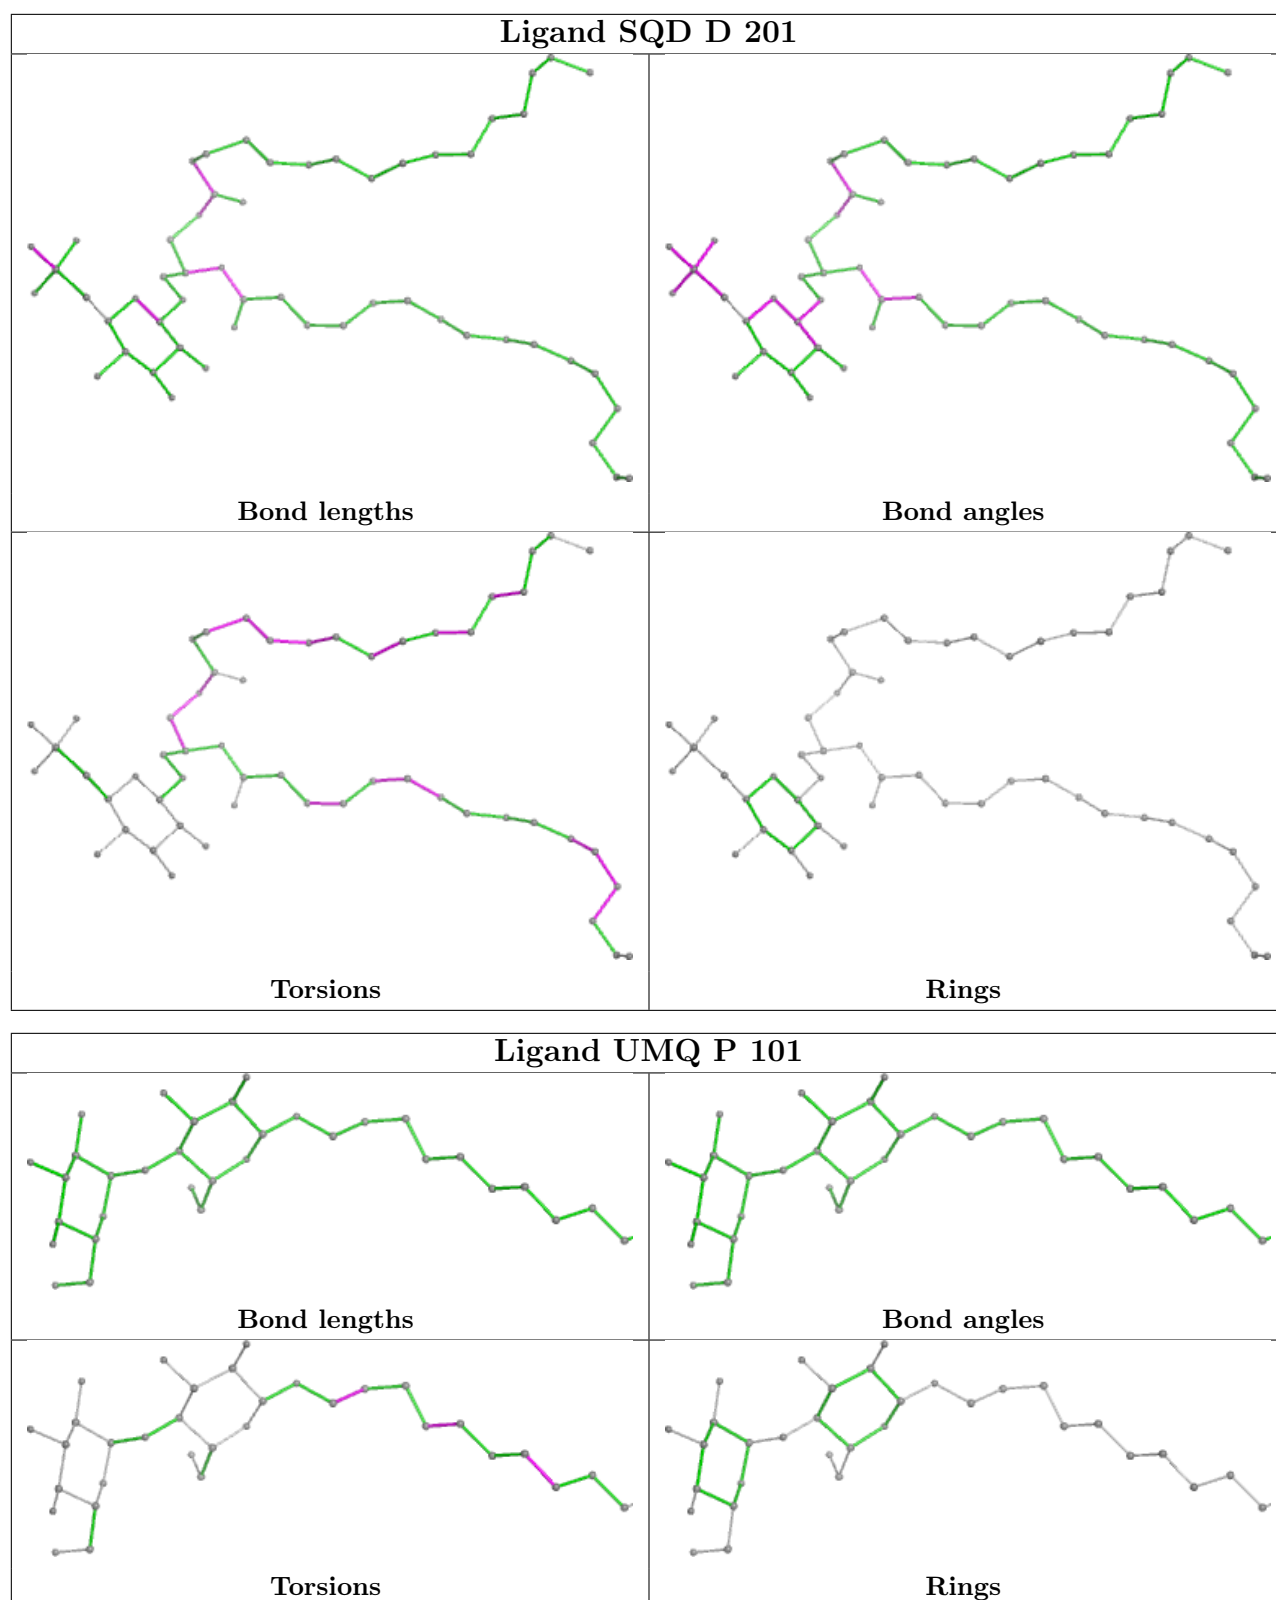 Ligand SQD D 201
Bond lengths
Bond angles
Torsions
Rings
Ligand UMQ P 101
Bond lengths
Bond angles
Torsions
Rings